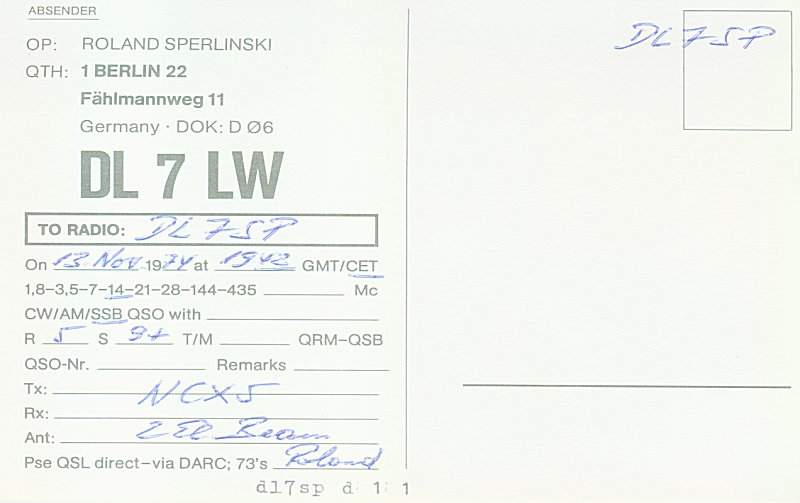 ABSENDER
OP: ROLAND SPERLINSKI
QTH: 1 BERLIN 22
Fählmannweg 11
Germany · DOK: D Ø6
DL 7 LW
TO RADIO: DL7SP
On 13 Nov 1974 at 1942 GMT/CET
1,8–3,5–7–14–21–28–144–435 Mc
CW/AM/SSB QSO with
R 5 S 9+ T/M QRM–QSB
QSO-Nr. Remarks
Tx: NCX5
Rx:
Ant: 2 El Beam
Pse QSL direct–via DARC; 73's Roland
dl7sp d 1: 1
DL7SP